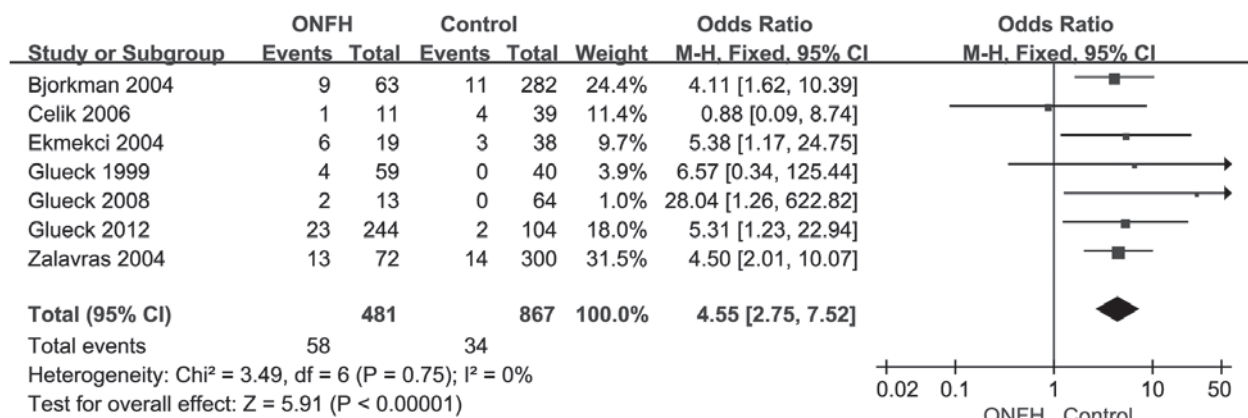 ONFH Control Odds Ratio Odds Ratio
Study or Subgroup Events Total Events Total Weight M-H, Fixed, 95% CI M-H, Fixed, 95% CI
Bjorkman 2004 9 63 11 282 24.4% 4.11 [1.62, 10.39]
Celik 2006 1 11 4 39 11.4% 0.88 [0.09, 8.74]
Ekmekci 2004 6 19 3 38 9.7% 5.38 [1.17, 24.75]
Glueck 1999 4 59 0 40 3.9% 6.57 [0.34, 125.44]
Glueck 2008 2 13 0 64 1.0% 28.04 [1.26, 622.82]
Glueck 2012 23 244 2 104 18.0% 5.31 [1.23, 22.94]
Zalavras 2004 13 72 14 300 31.5% 4.50 [2.01, 10.07]
Total (95% CI) 481 867 100.0% 4.55 [2.75, 7.52]
Total events 58 34
Heterogeneity: Chi² = 3.49, df = 6 (P = 0.75); I² = 0%
Test for overall effect: Z = 5.91 (P < 0.00001)
0.02 0.1 1 10 50
ONFH Control